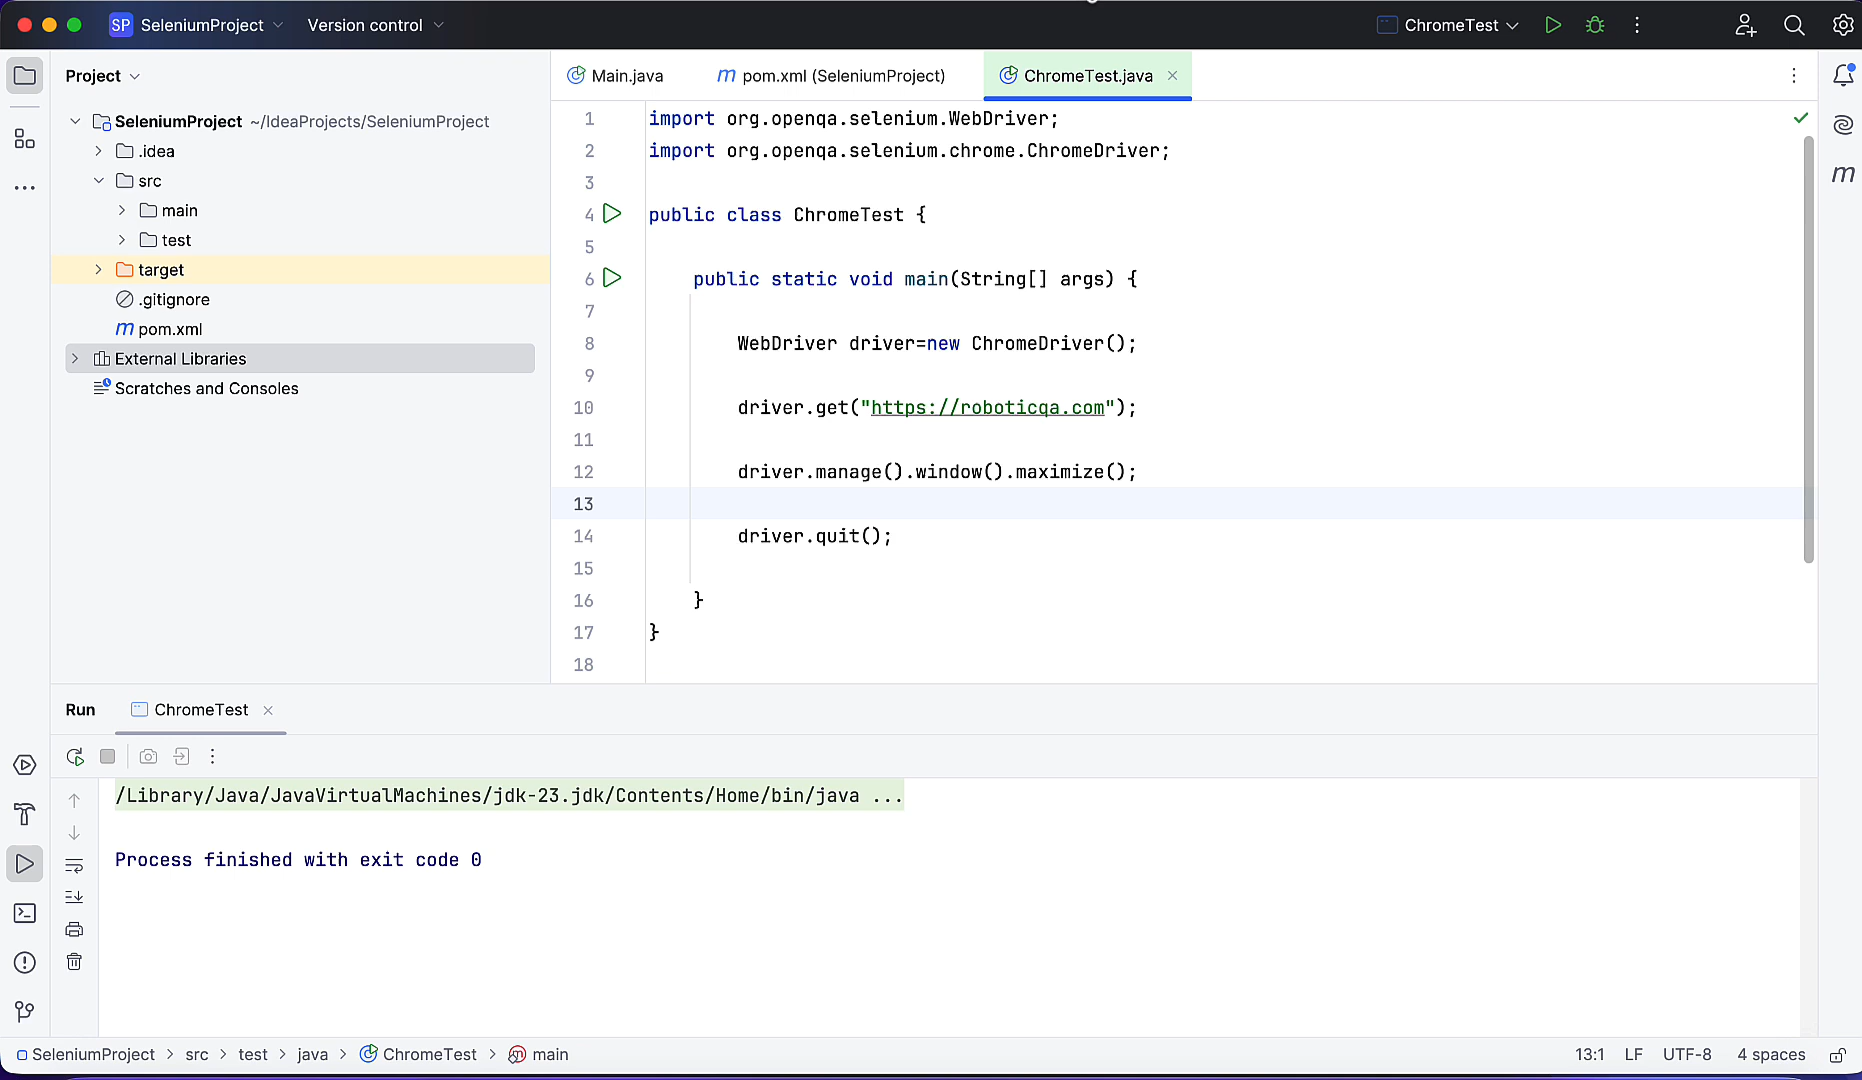 SP SeleniumProject Version control ChromeTest
Project
Main.java pom.xml (SeleniumProject) ChromeTest.java
SeleniumProject ~/IdeaProjects/SeleniumProject
.idea
src
main
test
target
.gitignore
m pom.xml
External Libraries
Scratches and Consoles
1 import org.openqa.selenium.WebDriver;
2 import org.openqa.selenium.chrome.ChromeDriver;
3
4 public class ChromeTest {
5
6 public static void main(String[] args) {
7
8 WebDriver driver=new ChromeDriver();
9
10 driver.get("https://roboticqa.com");
11
12 driver.manage().window().maximize();
13
14 driver.quit();
15
16 }
17 }
18
m
Run ChromeTest
/Library/Java/JavaVirtualMachines/jdk-23.jdk/Contents/Home/bin/java ...
Process finished with exit code 0
SeleniumProject > src > test > java > ChromeTest > main 13:1 LF UTF-8 4 spaces